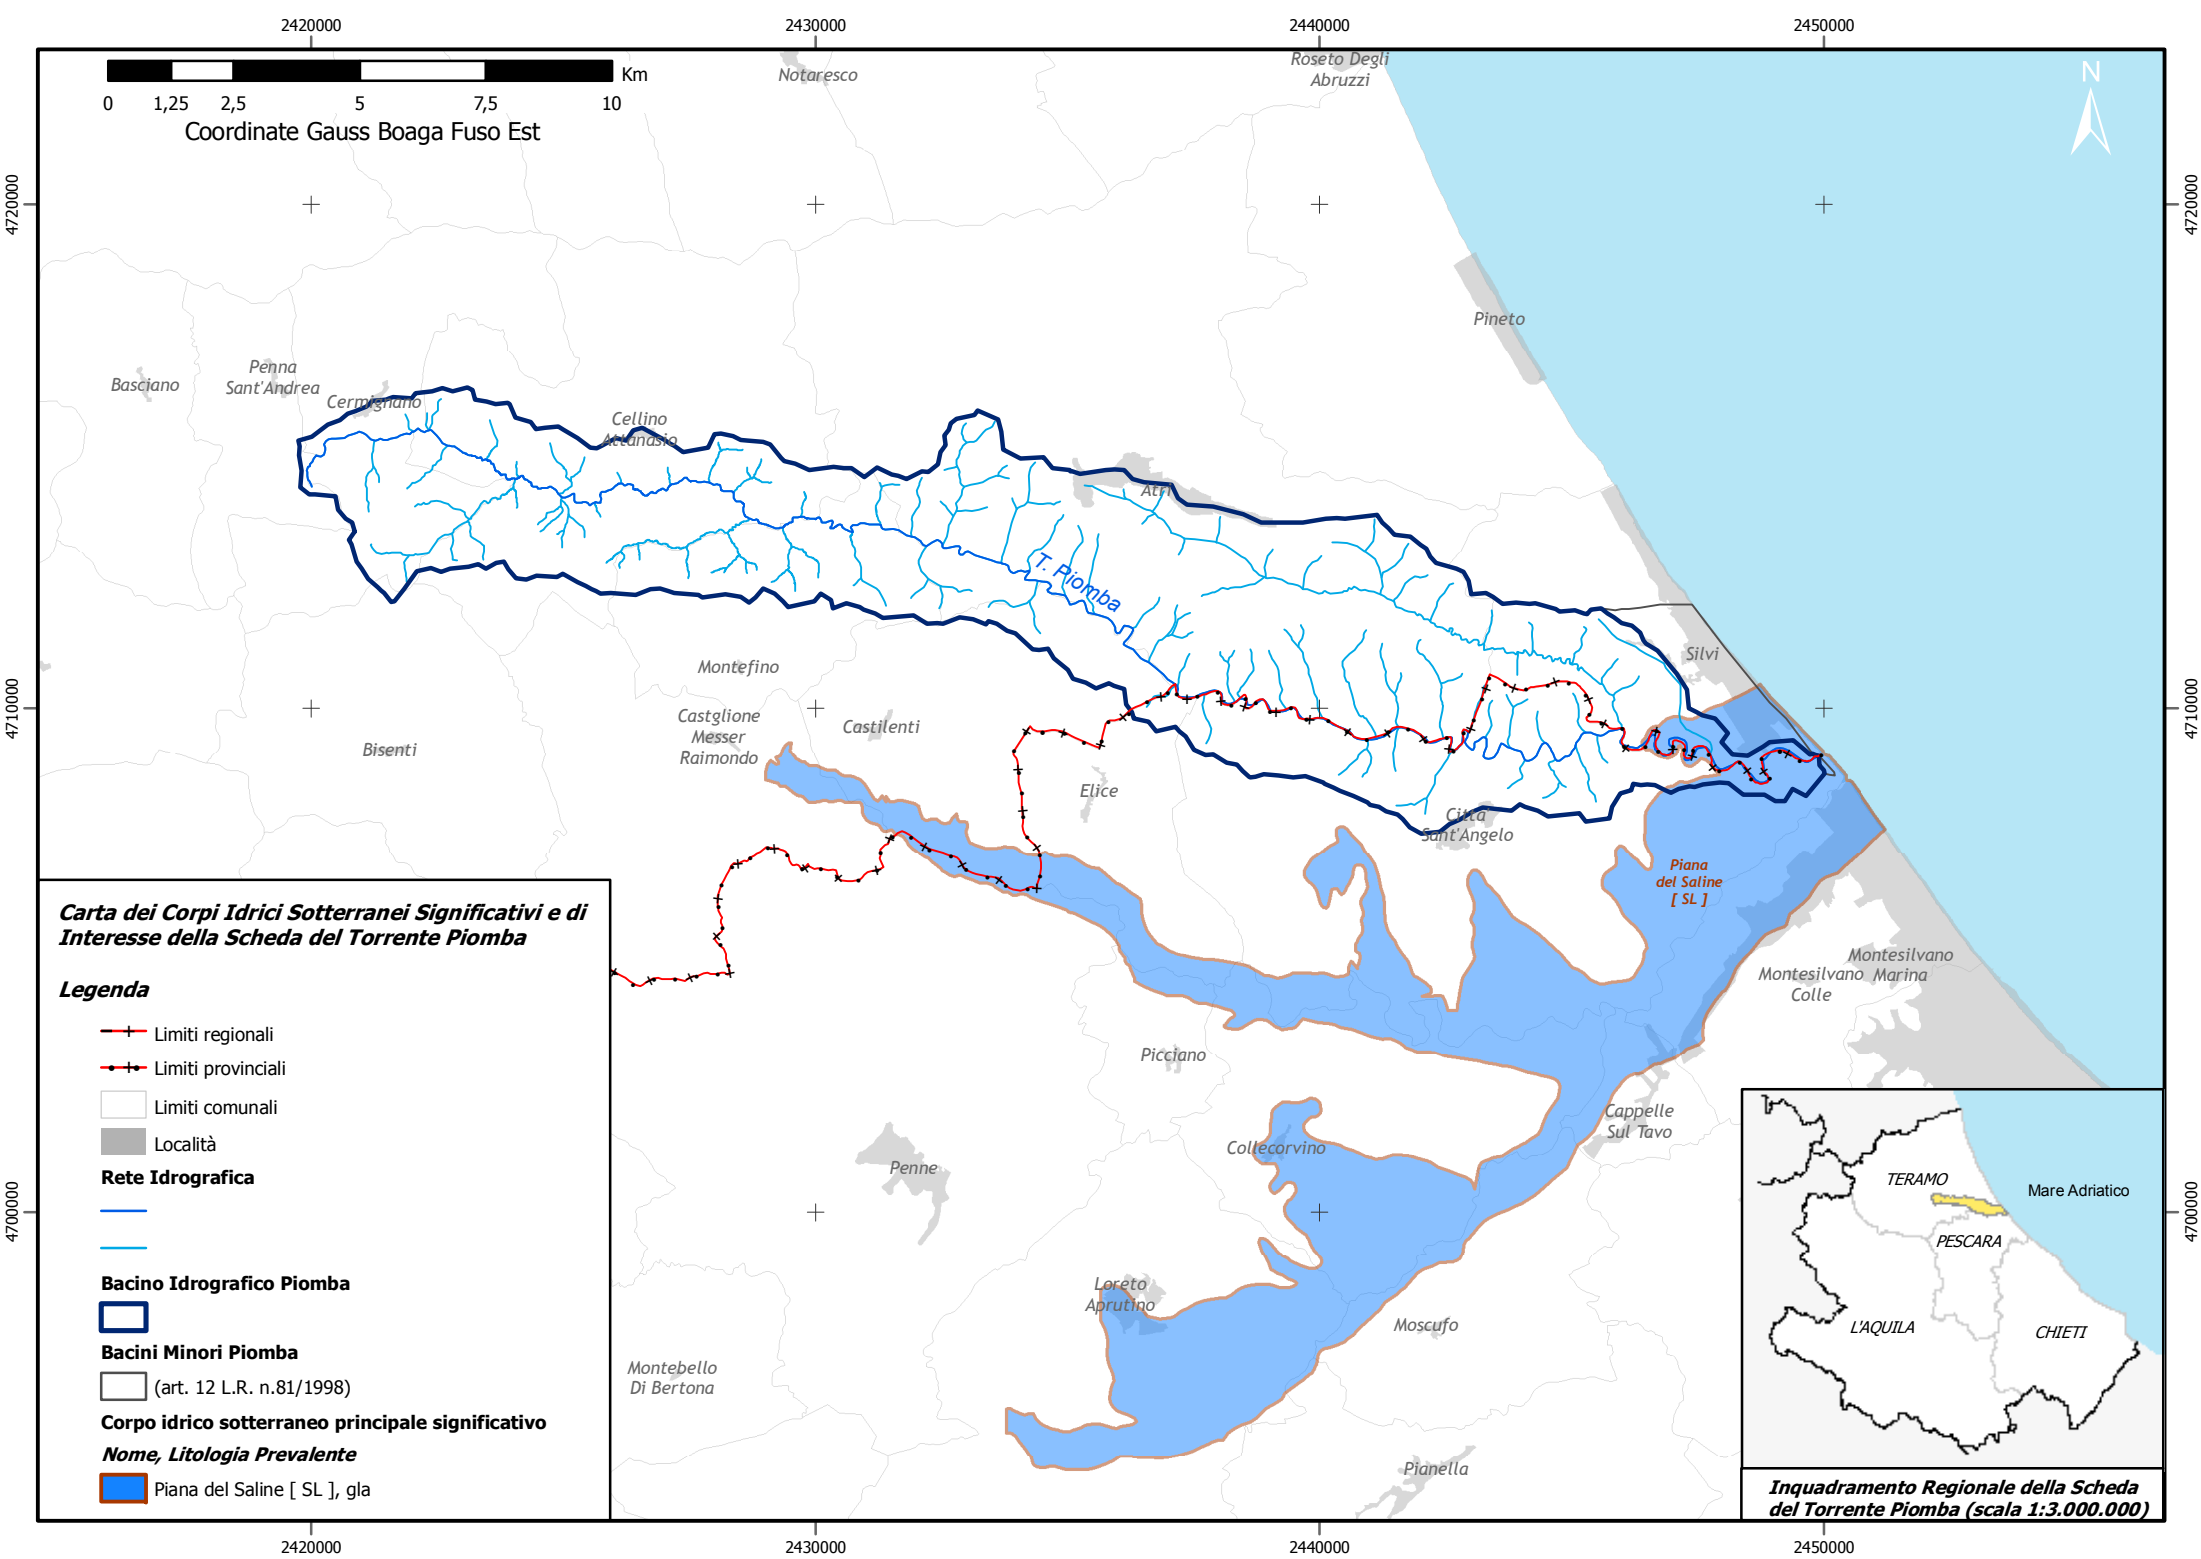 2420000
2430000
2440000
2450000
Km
0
1,25
2,5
5
7,5
10
Coordinate Gauss Boaga Fuso Est
Notaresco
Roseto Degli
Abruzzi
N
4720000
4720000
Pineto
Basciano
Penna
Sant'Andrea
Cermignano
Cellino
Attanasio
Atri
T. Piomba
Silvi
Montefino
4710000
4710000
Castglione
Messer
Raimondo
Castilenti
Bisenti
Elice
Città
Sant'Angelo
Piana
del Saline
[ SL ]
Montesilvano
Marina
Montesilvano
Colle
Picciano
Cappelle
Sul Tavo
Collecorvino
Penne
4700000
4700000
Loreto
Aprutino
Moscufo
Montebello
Di Bertona
Pianella
Carta dei Corpi Idrici Sotterranei Significativi e di
Interesse della Scheda del Torrente Piomba
Legenda
Limiti regionali
Limiti provinciali
Limiti comunali
Località
Rete Idrografica
Bacino Idrografico Piomba
Bacini Minori Piomba
(art. 12 L.R. n.81/1998)
Corpo idrico sotterraneo principale significativo
Nome, Litologia Prevalente
Piana del Saline [ SL ], gla
TERAMO
Mare Adriatico
PESCARA
L'AQUILA
CHIETI
Inquadramento Regionale della Scheda
del Torrente Piomba (scala 1:3.000.000)
2420000
2430000
2440000
2450000